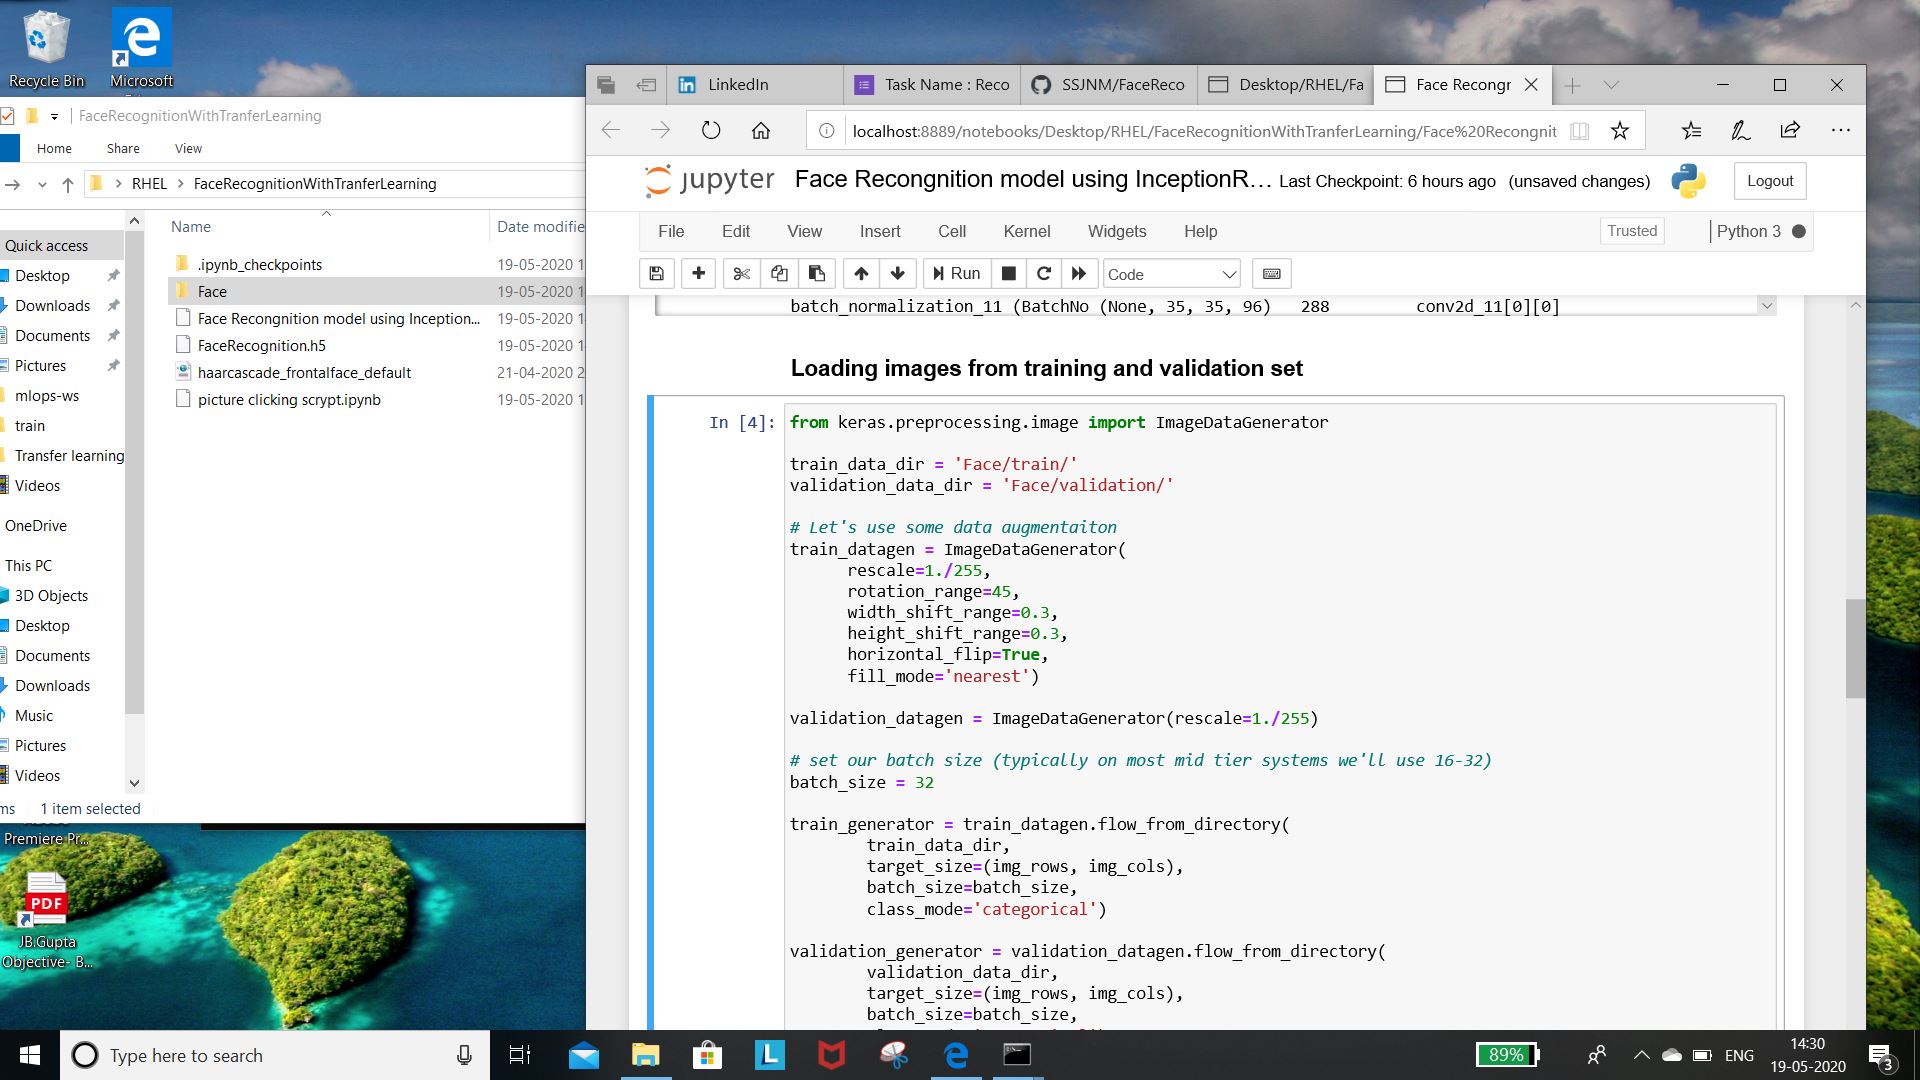 Recycle Bin
Microsoft
FaceRecognitionWithTranferLearning
Home Share View
RHEL FaceRecognitionWithTranferLearning
Name Date modifie
Quick access
Desktop
Downloads
Documents
Pictures
mlops-ws
train
Transfer learning
Videos
OneDrive
This PC
3D Objects
Desktop
Documents
Downloads
Music
Pictures
Videos
.ipynb_checkpoints 19-05-2020 1
Face 19-05-2020 1
Face Recongnition model using Inception... 19-05-2020 1
FaceRecognition.h5 19-05-2020 1
haarcascade_frontalface_default 21-04-2020 2
picture clicking scrypt.ipynb 19-05-2020 1
ms 1 item selected
Premiere Pr...
PDF
JB.Gupta
Objective- B...
LinkedIn
Task Name : Reco
SSJNM/FaceReco
Desktop/RHEL/Fa
Face Recongr
localhost:8889/notebooks/Desktop/RHEL/FaceRecognitionWithTranferLearning/Face%20Recongnit
jupyter Face Recongnition model using InceptionR... Last Checkpoint: 6 hours ago (unsaved changes) Logout
File Edit View Insert Cell Kernel Widgets Help Trusted Python 3
Run Code
batch_normalization_11 (BatchNo (None, 35, 35, 96) 288 conv2d_11[0][0]
Loading images from training and validation set
In [4]: from keras.preprocessing.image import ImageDataGenerator
train_data_dir = 'Face/train/'
validation_data_dir = 'Face/validation/'
# Let's use some data augmentaiton
train_datagen = ImageDataGenerator(
rescale=1./255,
rotation_range=45,
width_shift_range=0.3,
height_shift_range=0.3,
horizontal_flip=True,
fill_mode='nearest')
validation_datagen = ImageDataGenerator(rescale=1./255)
# set our batch size (typically on most mid tier systems we'll use 16-32)
batch_size = 32
train_generator = train_datagen.flow_from_directory(
train_data_dir,
target_size=(img_rows, img_cols),
batch_size=batch_size,
class_mode='categorical')
validation_generator = validation_datagen.flow_from_directory(
validation_data_dir,
target_size=(img_rows, img_cols),
batch_size=batch_size,
Type here to search
L
89%
ENG
14:30
19-05-2020
3